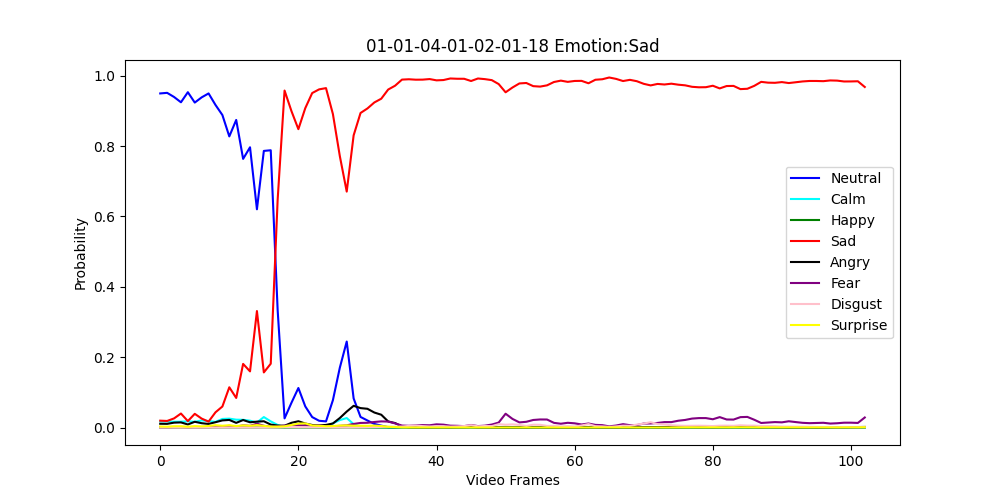 01-01-04-01-02-01-18 Emotion:Sad
1.0
0.8
0.6
0.4
0.2
0.0
Probability
0
20
40
60
80
100
Video Frames
Neutral
Calm
Happy
Sad
Angry
Fear
Disgust
Surprise